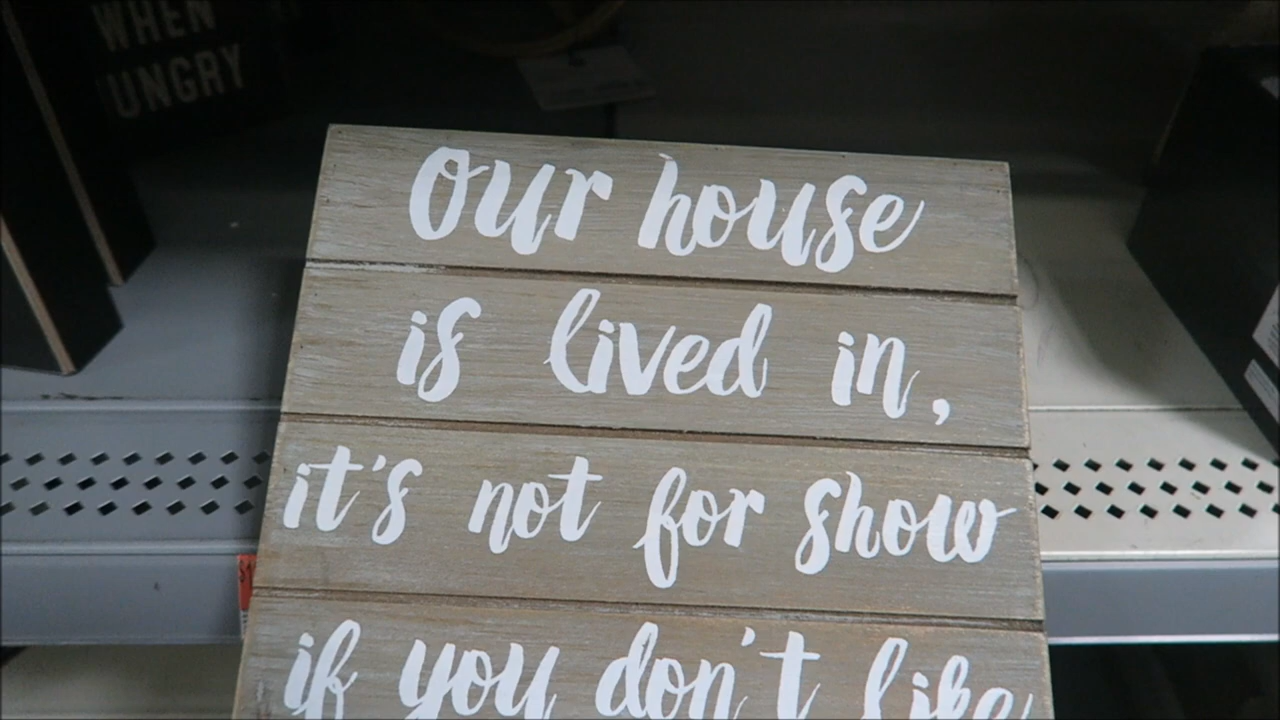 WHEN
UNGRY
Our house
is lived in,
it's not for show
if you don't like